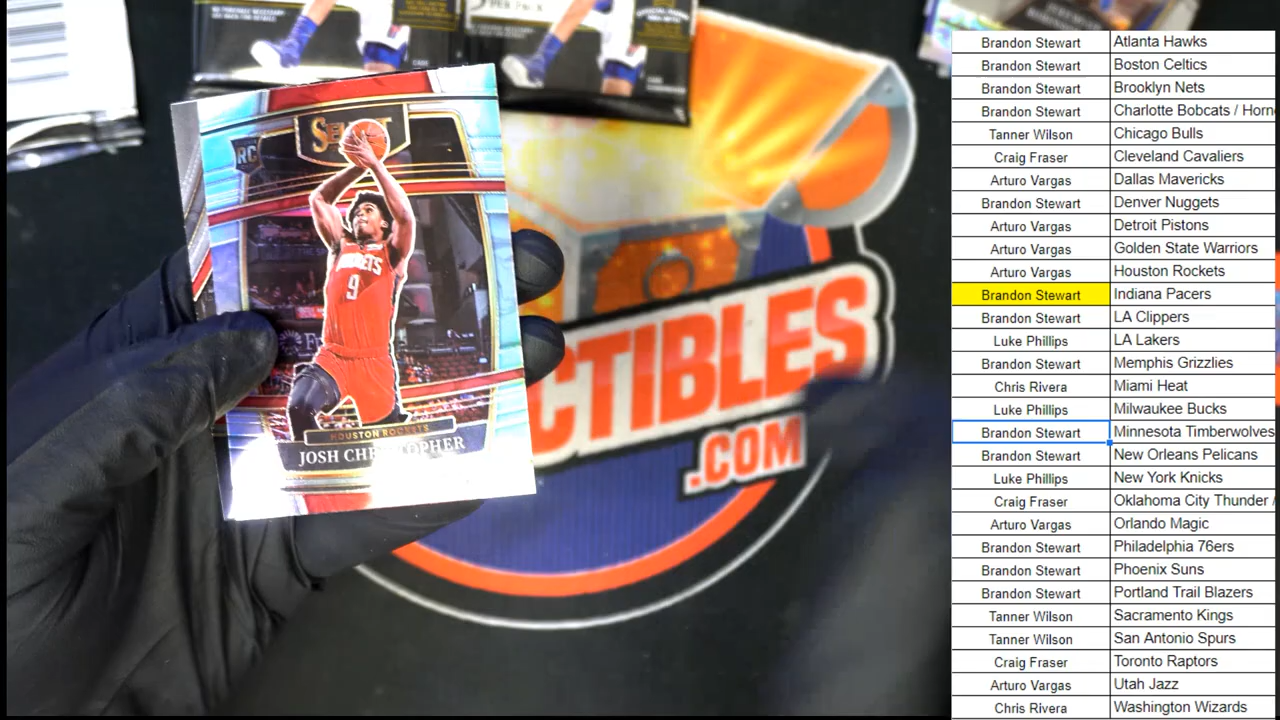 SELECT
RC
ROCKETS
9
HOUSTON ROCKETS
JOSH CHRISTOPHER
CTIBLES
.COM
PER PACK
Brandon Stewart Atlanta Hawks
Brandon Stewart Boston Celtics
Brandon Stewart Brooklyn Nets
Brandon Stewart Charlotte Bobcats / Horn
Tanner Wilson Chicago Bulls
Craig Fraser Cleveland Cavaliers
Arturo Vargas Dallas Mavericks
Brandon Stewart Denver Nuggets
Arturo Vargas Detroit Pistons
Arturo Vargas Golden State Warriors
Arturo Vargas Houston Rockets
Brandon Stewart Indiana Pacers
Brandon Stewart LA Clippers
Luke Phillips LA Lakers
Brandon Stewart Memphis Grizzlies
Chris Rivera Miami Heat
Luke Phillips Milwaukee Bucks
Brandon Stewart Minnesota Timberwolves
Brandon Stewart New Orleans Pelicans
Luke Phillips New York Knicks
Craig Fraser Oklahoma City Thunder /
Arturo Vargas Orlando Magic
Brandon Stewart Philadelphia 76ers
Brandon Stewart Phoenix Suns
Brandon Stewart Portland Trail Blazers
Tanner Wilson Sacramento Kings
Tanner Wilson San Antonio Spurs
Craig Fraser Toronto Raptors
Arturo Vargas Utah Jazz
Chris Rivera Washington Wizards